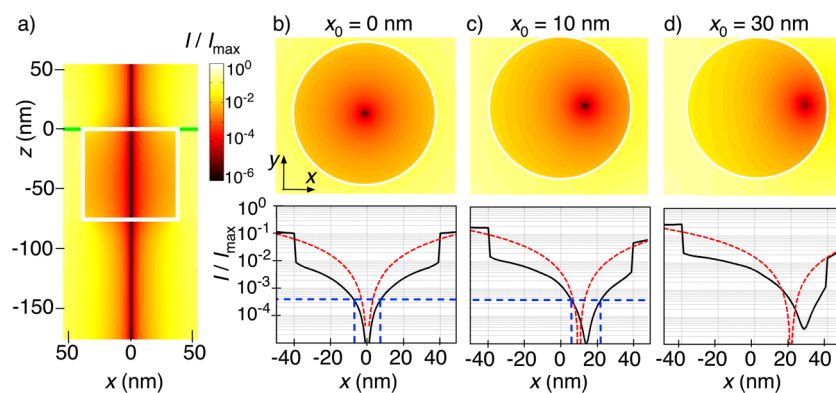 a)
I / Imax
10^0
10^-2
10^-4
10^-6
50
0
-50
-100
-150
z (nm)
50 0 50
x (nm)
b) x0 = 0 nm
y
x
I / Imax
10^0
10^-1
10^-2
10^-3
10^-4
-40 -20 0 20 40
x (nm)
c) x0 = 10 nm
-40 -20 0 20 40
x (nm)
d) x0 = 30 nm
-40 -20 0 20 40
x (nm)